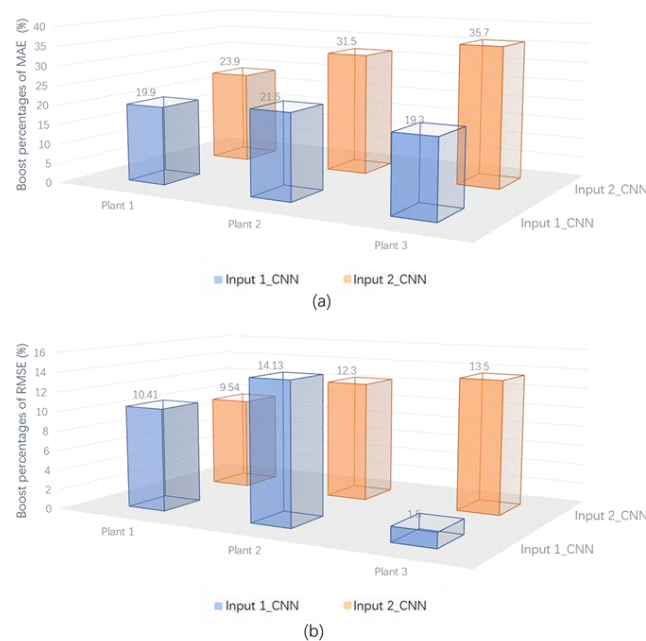 Boost percentages of MAE (%)
40
35
30
25
20
15
10
5
0
19.9
23.9
21.5
31.5
19.3
35.7
Plant 1
Plant 2
Plant 3
Input 2_CNN
Input 1_CNN
Input 1_CNN
Input 2_CNN
(a)
Boost percentages of RMSE (%)
16
14
12
10
8
6
4
2
0
10.41
9.54
14.13
12.3
1.5
13.5
Plant 1
Plant 2
Plant 3
Input 2_CNN
Input 1_CNN
Input 1_CNN
Input 2_CNN
(b)